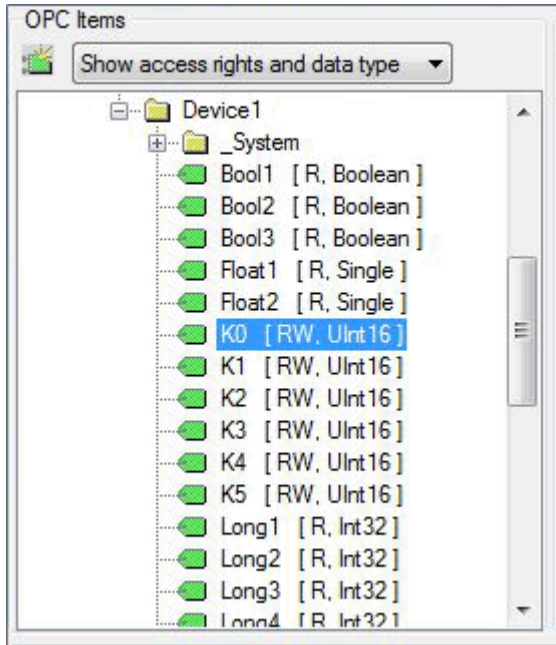 OPC Items
Show access rights and data type
Device1
_System
Bool1 [ R, Boolean ]
Bool2 [ R, Boolean ]
Bool3 [ R, Boolean ]
Float1 [ R, Single ]
Float2 [ R, Single ]
K0 [ RW, UInt16 ]
K1 [ RW, UInt16 ]
K2 [ RW, UInt16 ]
K3 [ RW, UInt16 ]
K4 [ RW, UInt16 ]
K5 [ RW, UInt16 ]
Long1 [ R, Int32 ]
Long2 [ R, Int32 ]
Long3 [ R, Int32 ]
Long4 [ R, Int32 ]